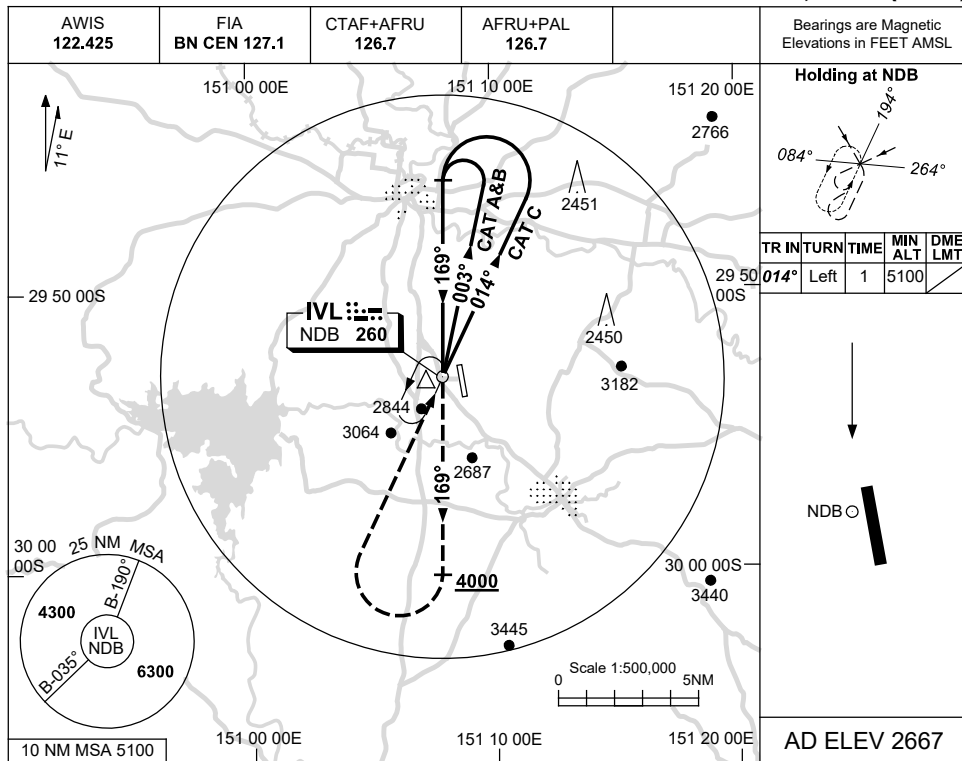 AWIS
122.425
FIA
BN CEN 127.1
CTAF+AFRU
126.7
AFRU+PAL
126.7
Bearings are Magnetic
Elevations in FEET AMSL
151 00 00E
151 10 00E
151 20 00E
11° E
2766
2451
CAT A&B
CAT C
169°
003°
014°
29 50 00S
29 50
00S
IVL
NDB 260
2450
3182
2844
3064
2687
169°
4000
30 00
00S
30 00 00S
3440
3445
25 NM MSA
B-190°
4300
IVL
NDB
B-035°
6300
10 NM MSA 5100
Scale 1:500,000
0 5NM
151 00 00E
151 10 00E
151 20 00E
Holding at NDB
194°
084°
264°
TR IN TURN TIME MIN ALT DME LMT
014° Left 1 5100
NDB
AD ELEV 2667